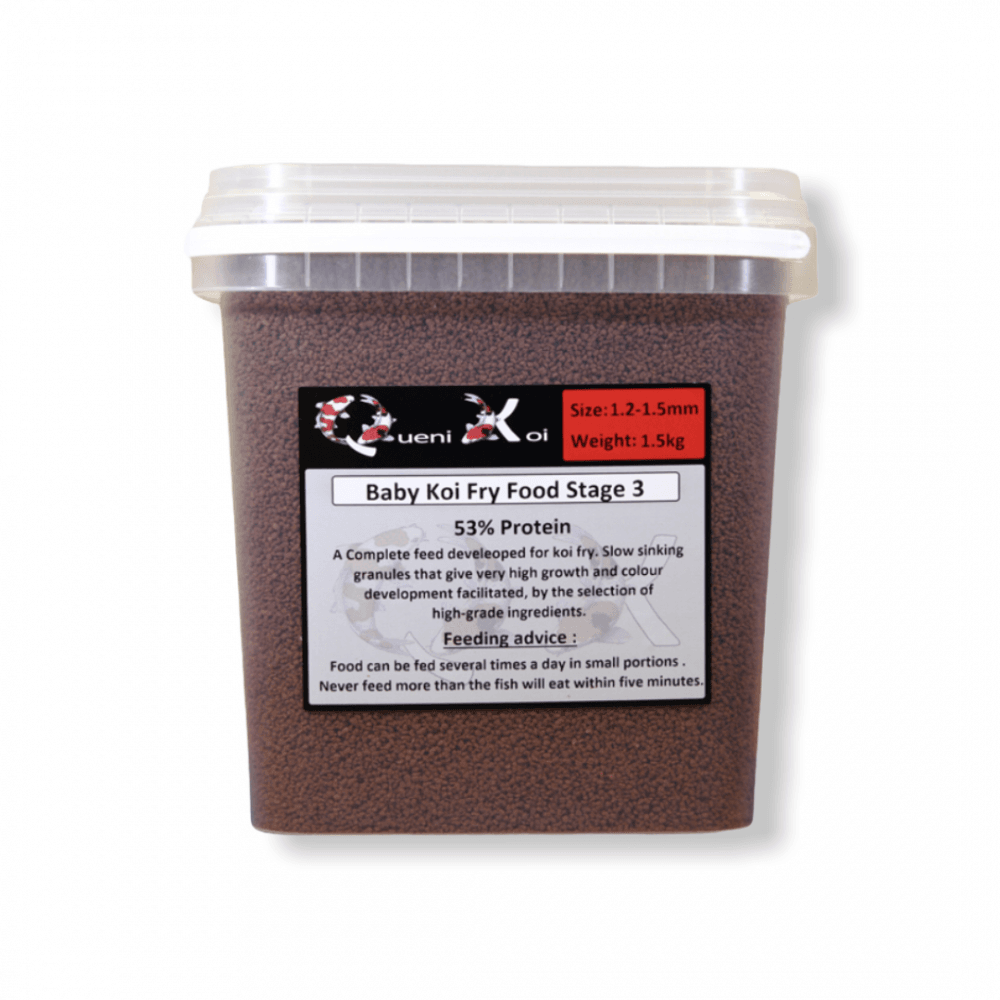 Queni Koi
Size: 1.2-1.5mm
Weight: 1.5kg
Baby Koi Fry Food Stage 3
53% Protein
A Complete feed develeoped for koi fry. Slow sinking
granules that give very high growth and colour
development facilitated, by the selection of
high-grade ingredients.
Feeding advice :
Food can be fed several times a day in small portions .
Never feed more than the fish will eat within five minutes.